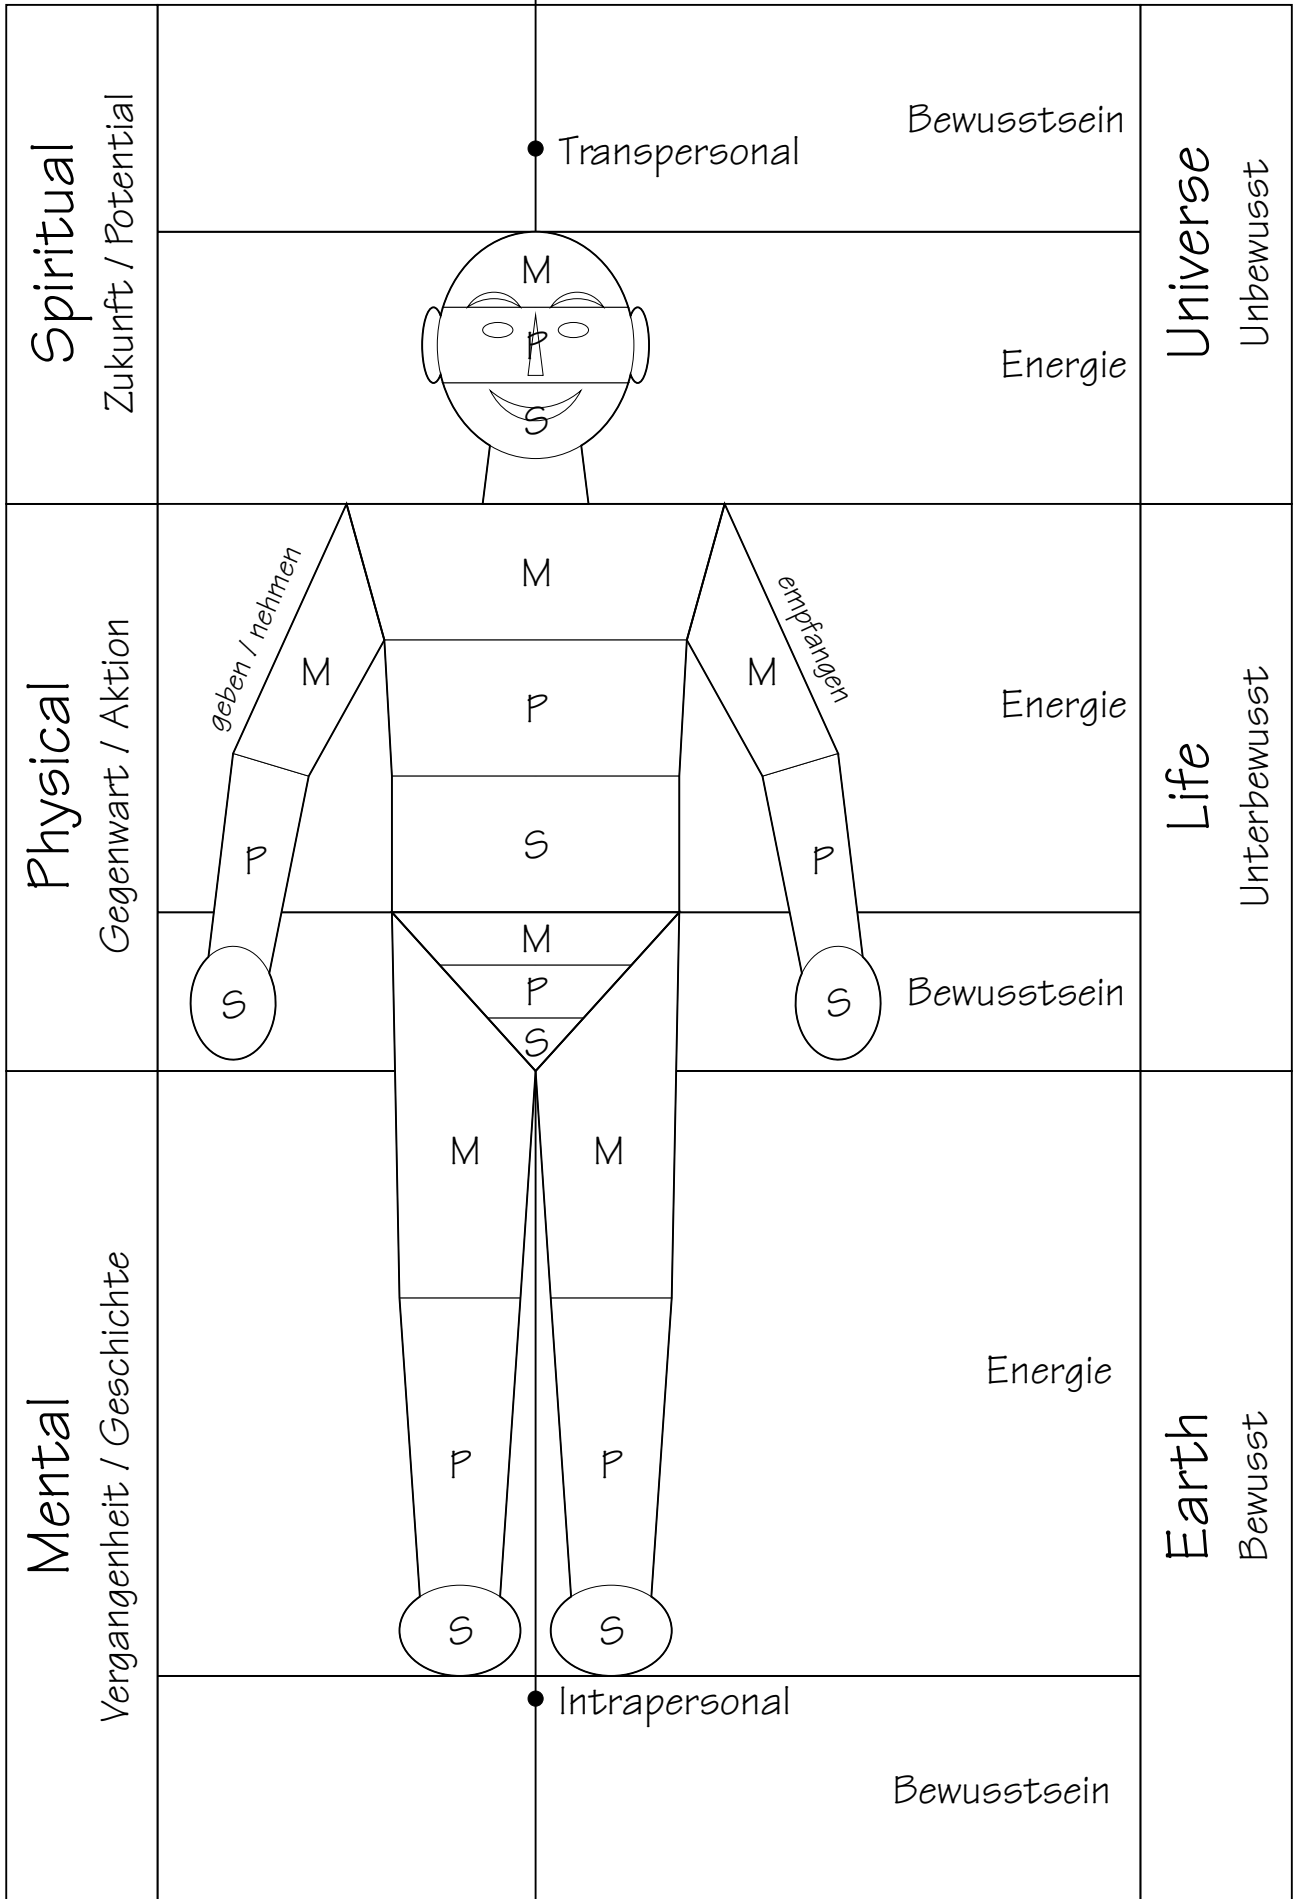 Spiritual
Zukunft / Potential
Bewusstsein
Transpersonal
Universe
Unbewusst
M
P
S
Energie
Physical
Gegenwart / Aktion
geben / nehmen
M
empfangen
M
M
P
Energie
Life
Unterbewusst
S
P
P
M
P
S
S
S
Bewusstsein
Mental
Vergangenheit / Geschichte
M
M
Energie
Earth
Bewusst
P
P
S
S
Intrapersonal
Bewusstsein